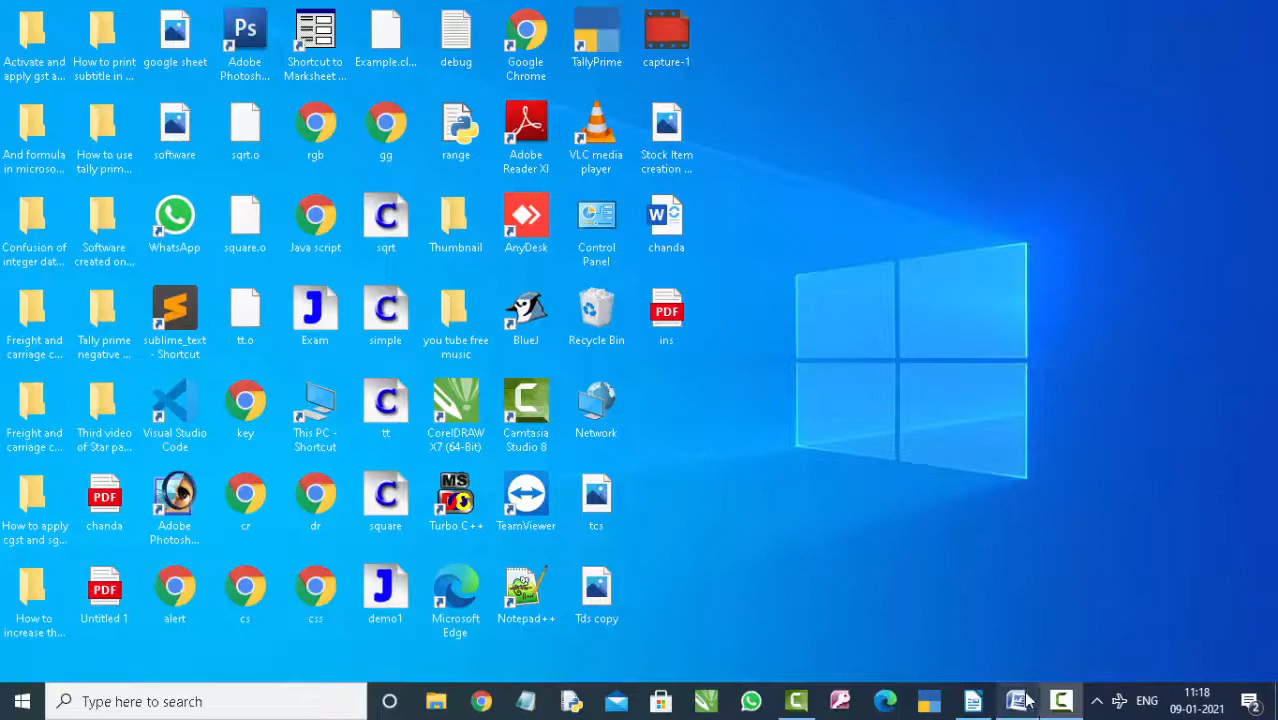 Activate and
apply gst a...
How to print
subtitle in ...
google sheet
Ps
Adobe
Photosh...
Shortcut to
Marksheet ...
Example.cl...
debug
Google
Chrome
TallyPrime
capture-1
And formula
in microso...
How to use
tally prim...
software
sqrt.o
rgb
gg
range
Adobe
Reader XI
VLC media
player
Stock Item
creation ...
Confusion of
integer dat...
Software
created on...
WhatsApp
square.o
Java script
C
sqrt
Thumbnail
AnyDesk
Control
Panel
W
chanda
Freight and
carriage c...
Tally prime
negative ...
sublime_text
- Shortcut
tt.o
J
Exam
C
simple
you tube free
music
BlueJ
Recycle Bin
PDF
ins
Freight and
carriage c...
Third video
of Star pa...
Visual Studio
Code
key
This PC -
Shortcut
C
tt
CorelDRAW
X7 (64-Bit)
C
Camtasia
Studio 8
Network
How to apply
cgst and sg...
PDF
chanda
Adobe
Photosh...
cr
dr
C
square
MS
Turbo C++
TeamViewer
tcs
How to
increase th...
PDF
Untitled 1
alert
cs
css
J
demo1
Microsoft
Edge
Notepad++
Tds copy
Type here to search
ENG
11:18
09-01-2021
2